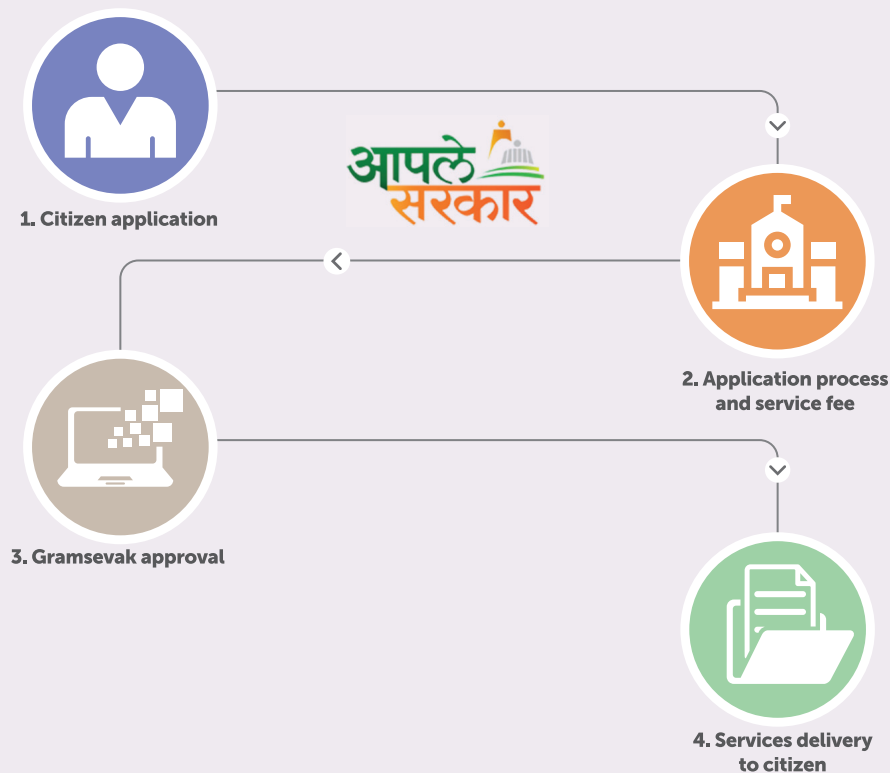 1. Citizen application
आपले
सरकार
2. Application process
and service fee
3. Gramsevak approval
4. Services delivery
to citizen